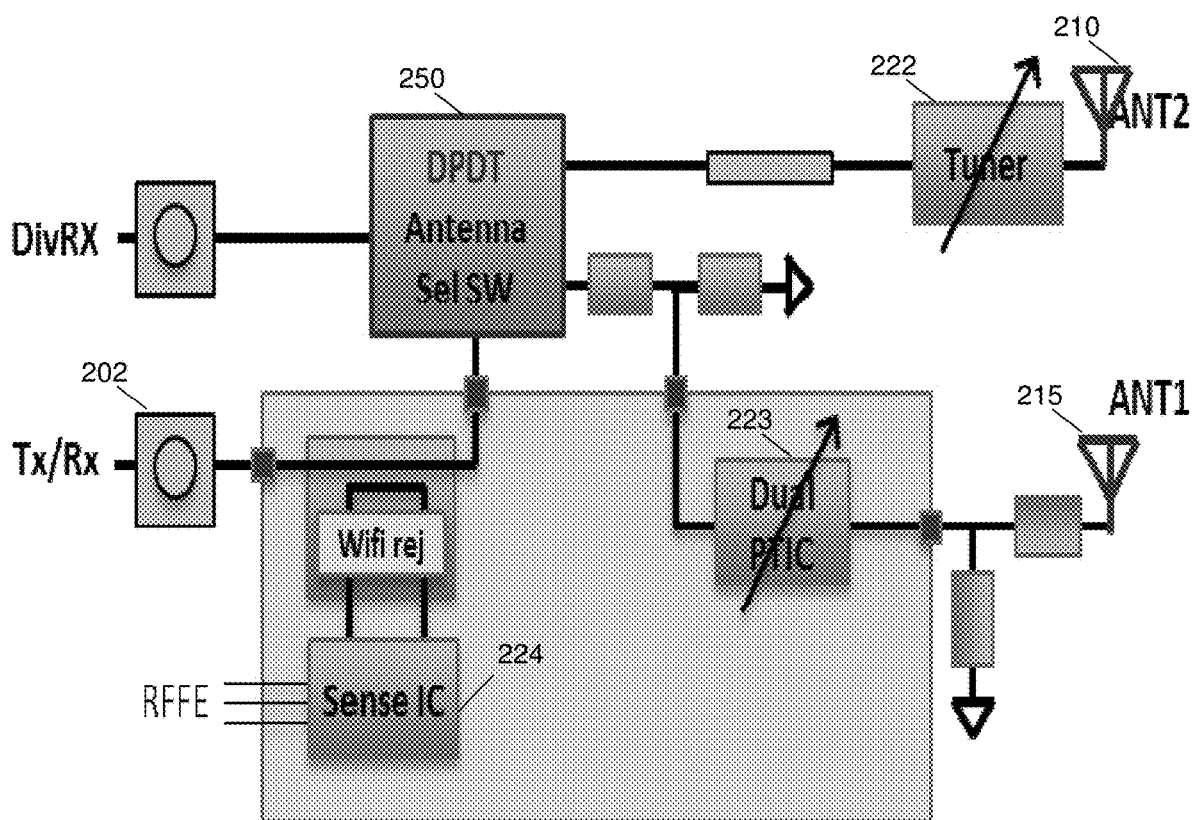 210
250
222
ANT2
DPDT
Antenna
Sel SW
Tuner
DivRX
202
215
ANT1
223
Tx/Rx
Dual
PTIC
Wifi rej
224
RFFE
Sense IC